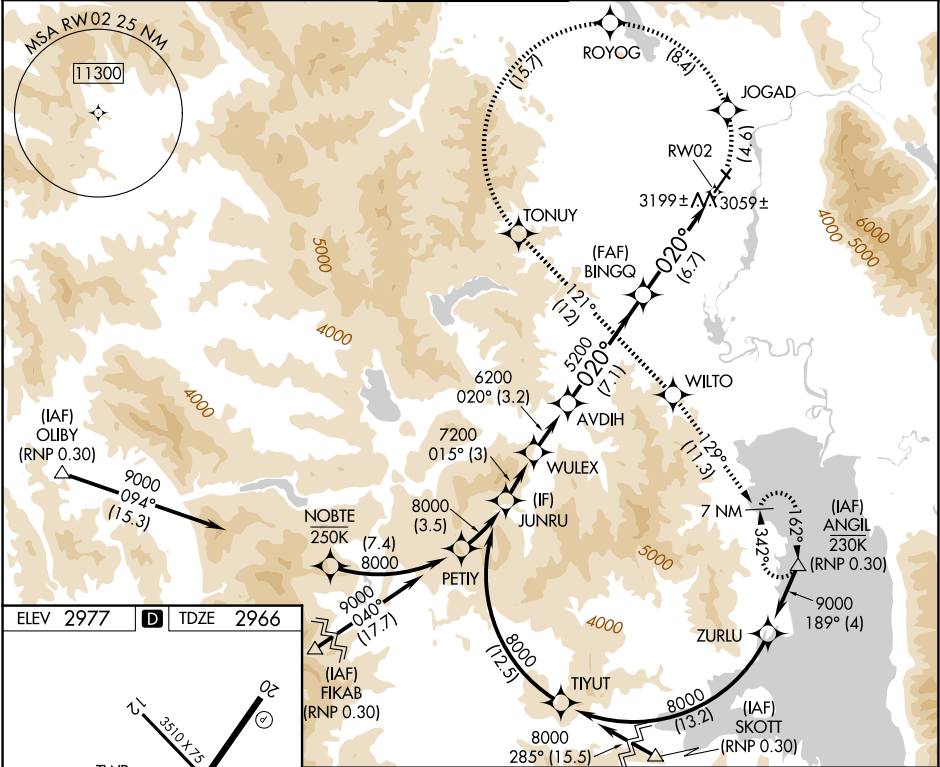 MSA RW02 25 NM
11300
ROYOG
(15.7)
(8.4)
JOGAD
(4.6)
RW02
3199±
3059±
6000
5000
4000
TONUY
(FAF)
BINGQ
020°
(6.7)
5000
121°
(12)
4000
5200
020°
(7.1)
6200
020° (3.2)
WILTO
AVDIH
4000
(IAF)
OLIBY
(RNP 0.30)
7200
015° (3)
WULEX
129°
(11.3)
9000
094°
(15.3)
8000
(3.5)
(IF)
JUNRU
NOBTE
250K
(7.4)
8000
PETIY
7 NM
162°
342°
(IAF)
ANGIL
230K
(RNP 0.30)
5000
9000
040°
(17.7)
9000
189° (4)
ELEV 2977
D
TDZE 2966
4000
ZURLU
(IAF)
FIKAB
(RNP 0.30)
8000
(12.5)
TIYUT
8000
(13.2)
(IAF)
SKOTT
(RNP 0.30)
8000
285° (15.5)
20
P
12
3510 X 75
TWR